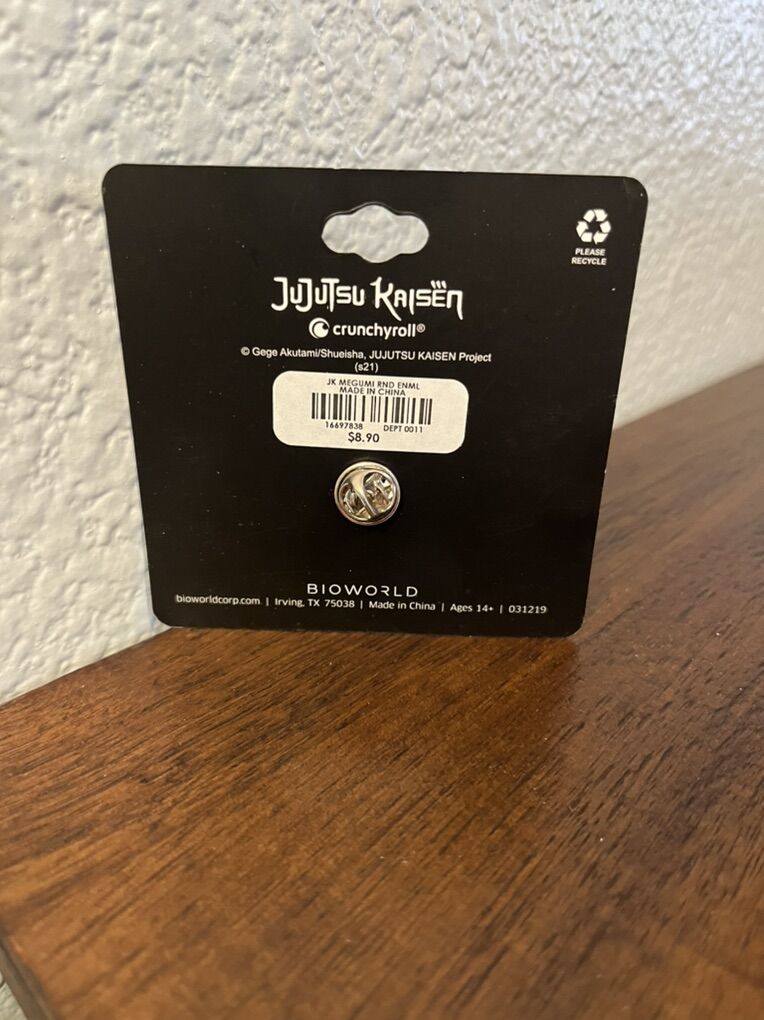 PLEASE
RECYCLE
JUJUTSU KAISEN
crunchyroll®
© Gege Akutami/Shueisha, JUJUTSU KAISEN Project
(s21)
JK MEGUMI RND ENML
MADE IN CHINA
16697838 DEPT 0011
$8.90
BIOWORLD
bioworldcorp.com | Irving, TX 75038 | Made in China | Ages 14+ | 031219